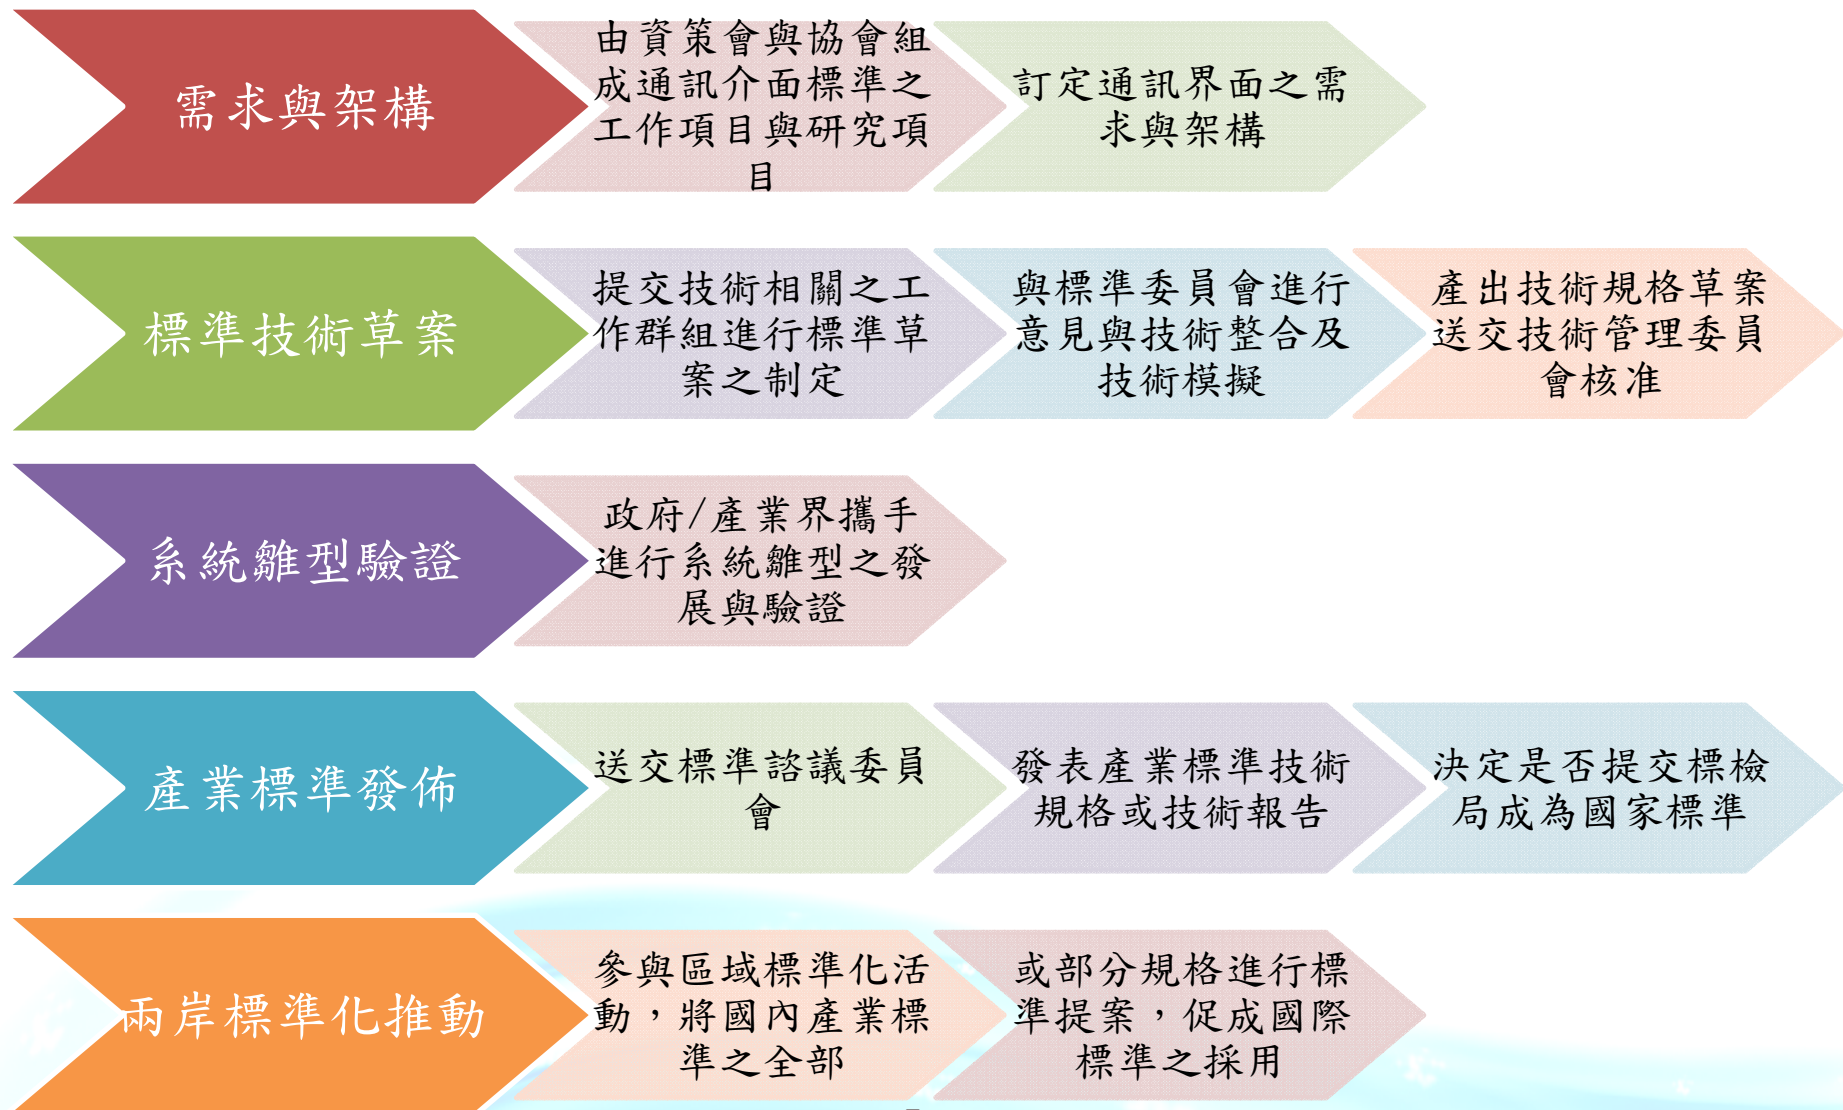 需求與架構
由資策會與協會組
成通訊介面標準之
工作項目與研究項
目
訂定通訊界面之需
求與架構
標準技術草案
提交技術相關之工
作群組進行標準草
案之制定
與標準委員會進行
意見與技術整合及
技術模擬
產出技術規格草案
送交技術管理委員
會核准
系統雛型驗證
政府/產業界攜手
進行系統雛型之發
展與驗證
產業標準發佈
送交標準諮議委員
會
發表產業標準技術
規格或技術報告
決定是否提交標檢
局成為國家標準
兩岸標準化推動
參與區域標準化活
動，將國內產業標
準之全部
或部分規格進行標
準提案，促成國際
標準之採用